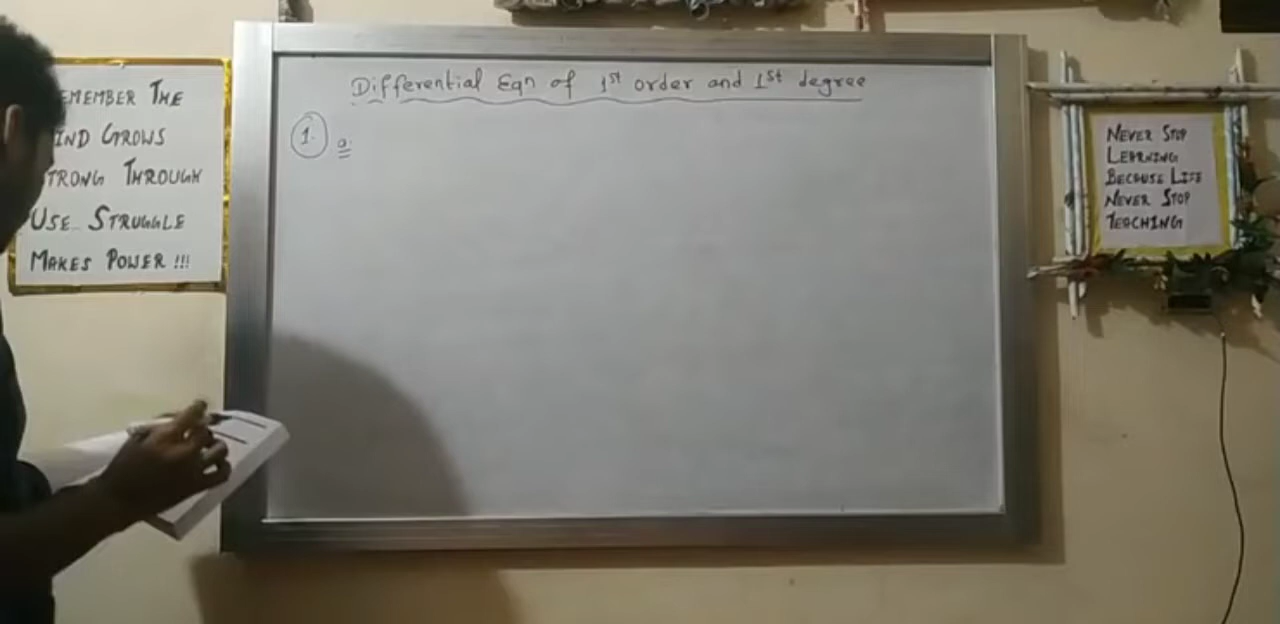 EMEMBER THE
IND GROWS
TRONG THROUGH
USE STRUGGLE
MAKES POWER !!!
Differential Eqn of 1st order and 1st degree
1. a.
NEVER STOP
LEARNING
BECAUSE LIFE
NEVER STOP
TEACHING